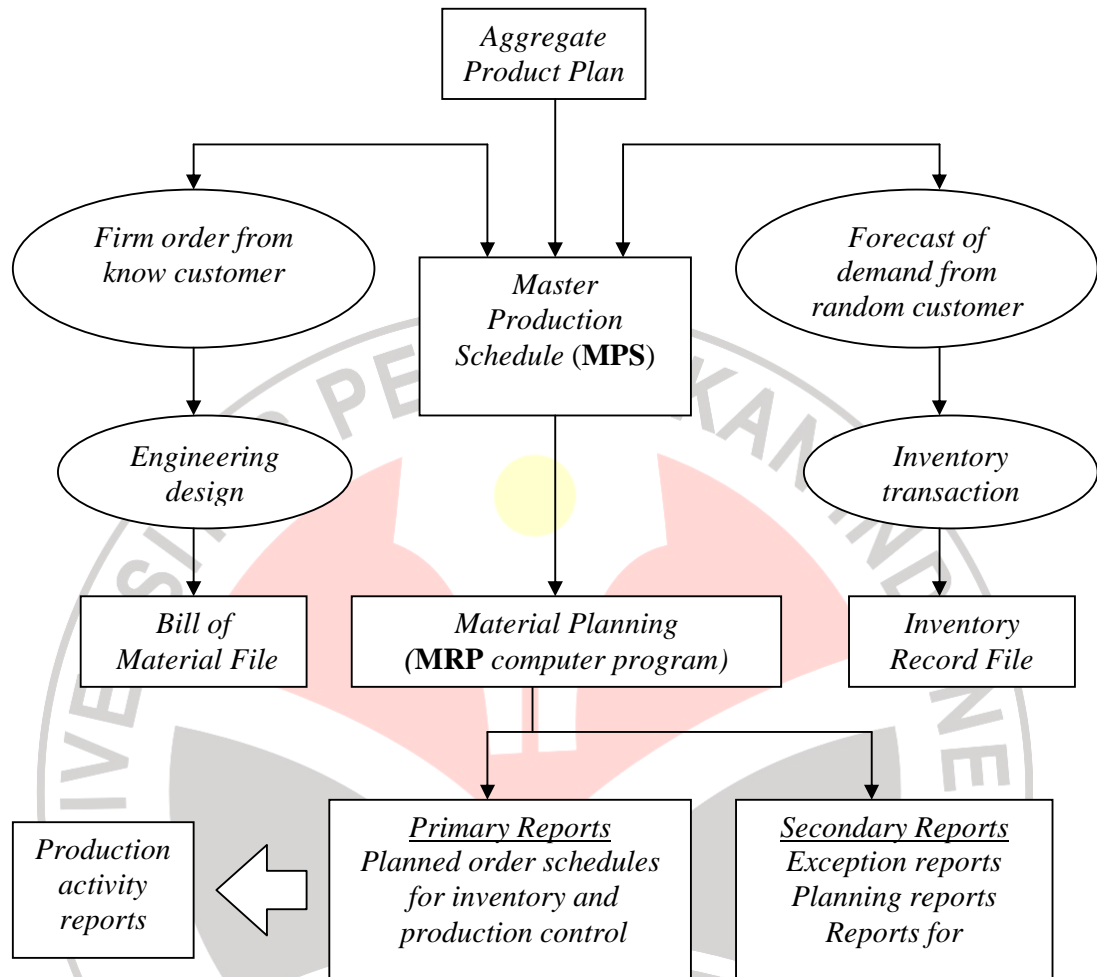 Aggregate
Product Plan
Firm order from
know customer
Master
Production
Schedule (MPS)
Forecast of
demand from
random customer
Engineering
design
Inventory
transaction
Bill of
Material File
Material Planning
(MRP computer program)
Inventory
Record File
Production
activity
reports
Primary Reports
Planned order schedules
for inventory and
production control
Secondary Reports
Exception reports
Planning reports
Reports for